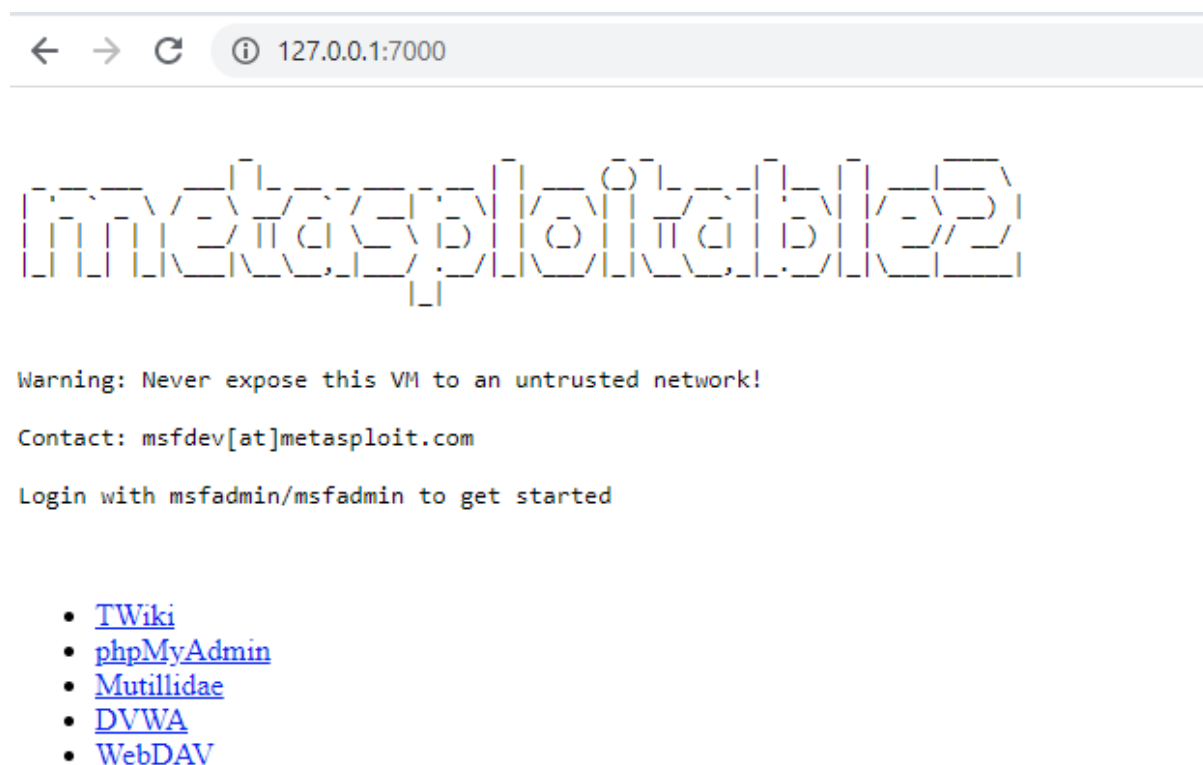 127.0.0.1:7000
metasploitable2
Warning: Never expose this VM to an untrusted network!
Contact: msfdev[at]metasploit.com
Login with msfadmin/msfadmin to get started
TWiki
phpMyAdmin
Mutillidae
DVWA
WebDAV